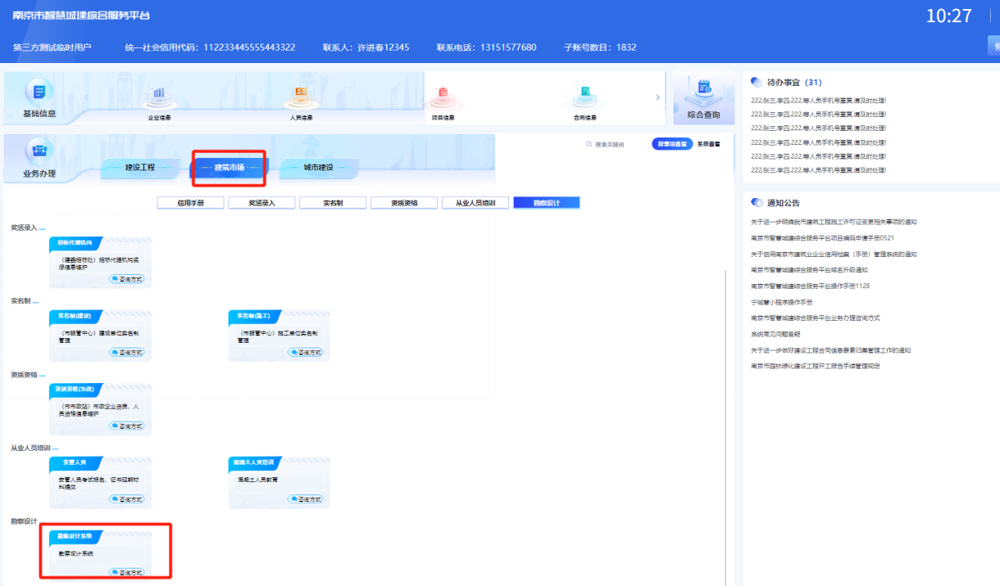 南京市智慧城建综合服务平台
10:27
第三方测试临时用户 统一社会信用代码：112233445555443322 联系人：许进春12345 联系电话：13151577680 子账号数目：1832
基础信息
企业信息
人员信息
项目信息
合同信息
综合查询
业务办理
建设工程
建筑市场
城市建设
搜索关键词
按事项查看
系统查看
信用手册
奖惩录入
实名制
资质资格
从业人员培训
勘察设计
奖惩录入 ...
招标代理机构
（建委招标处）招标代理机构奖
惩信息维护
咨询方式
实名制 ...
实名制(建设)
（市服管中心）建设单位实名制
管理
咨询方式
实名制(施工)
（市服管中心）施工单位实名制
管理
咨询方式
资质资格 ...
资质资格(市政)
（市市政站）市政企业资质、人
员资格信息维护
咨询方式
从业人员培训 ...
安管人员
安管人员考试报名、证书延期材
料提交
咨询方式
混凝土人员培训
混凝土人员教育
咨询方式
勘察设计 ...
勘察设计系统
勘察设计系统
咨询方式
待办事宜（31）
222,张三,李四,222,等人员手机号重复,请及时处理!
222,张三,李四,222,等人员手机号重复,请及时处理!
222,张三,李四,222,等人员手机号重复,请及时处理!
222,张三,李四,222,等人员手机号重复,请及时处理!
222,张三,李四,222,等人员手机号重复,请及时处理!
222,张三,李四,222,等人员手机号重复,请及时处理!
通知公告
关于进一步明确我市建筑工程施工许可证变更相关事项的通知
南京市智慧城建综合服务平台项目编码申请手册0521
关于启用南京市建筑业企业信用档案（手册）管理系统的通知
南京市智慧城建综合服务平台域名升级通知
南京市智慧城建综合服务平台操作手册1128
宁城慧小程序操作手册
南京市智慧城建综合服务平台业务办理咨询方式
系统常见问题答疑
关于进一步做好建设工程合同信息要素归集管理工作的通知
南京市园林绿化建设工程开工报告手续管理规定